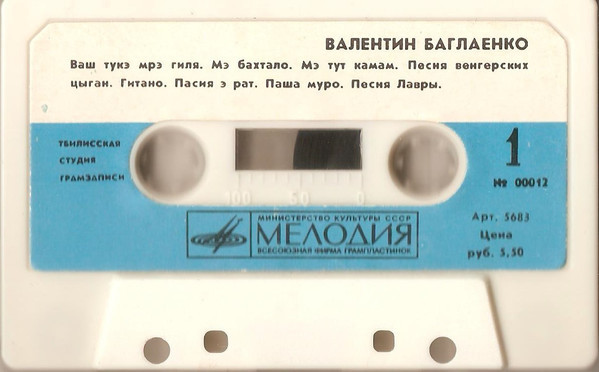 ВАЛЕНТИН БАГЛАЕНКО
Ваш тукэ мрэ гиля. Мэ бахтало. Мэ тут камам. Песня венгерских
цыган. Гитано. Пасия э рат. Паша муро. Песня Лавры.
ТБИЛИССКАЯ
СТУДИЯ
ГРАМЗАПИСИ
1
№ 00012
100 50 0
МИНИСТЕРСТВО КУЛЬТУРЫ СССР
МЕЛОДИЯ
ВСЕСОЮЗНАЯ ФИРМА ГРАМПЛАСТИНОК
Арт. 5683
Цена
руб. 5,50